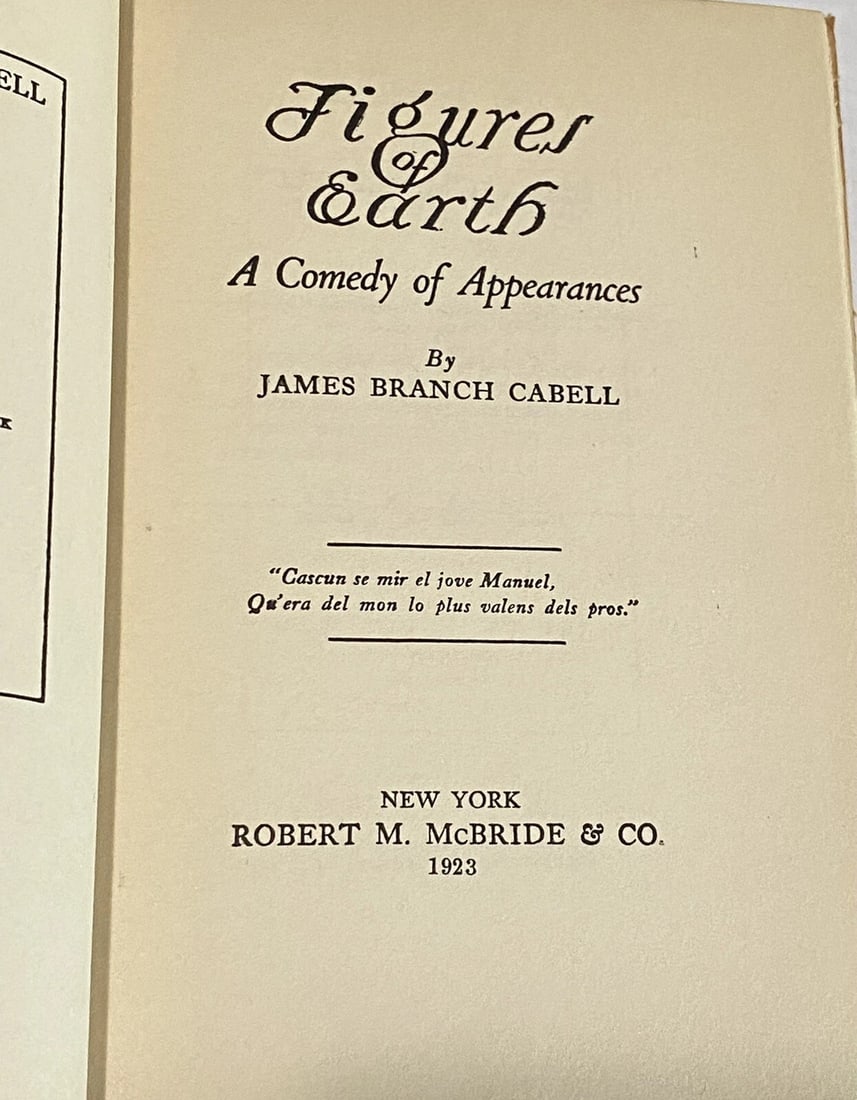 ELL
K
Figures
of
Earth
A Comedy of Appearances
By
JAMES BRANCH CABELL
"Cascun se mir el jove Manuel,
Qu'era del mon lo plus valens dels pros."
NEW YORK
ROBERT M. McBRIDE & CO.
1923